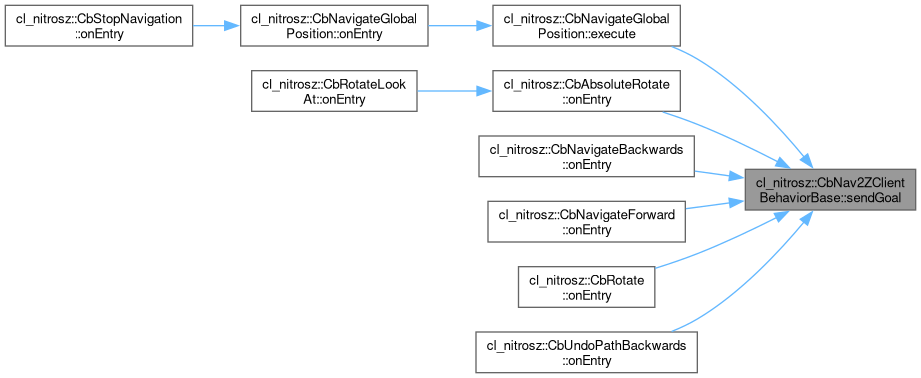 cl_nitrosz::CbStopNavigation
::onEntry
cl_nitrosz::CbNavigateGlobal
Position::onEntry
cl_nitrosz::CbNavigateGlobal
Position::execute
cl_nitrosz::CbRotateLook
At::onEntry
cl_nitrosz::CbAbsoluteRotate
::onEntry
cl_nitrosz::CbNavigateBackwards
::onEntry
cl_nitrosz::CbNav2ZClient
BehaviorBase::sendGoal
cl_nitrosz::CbNavigateForward
::onEntry
cl_nitrosz::CbRotate
::onEntry
cl_nitrosz::CbUndoPathBackwards
::onEntry